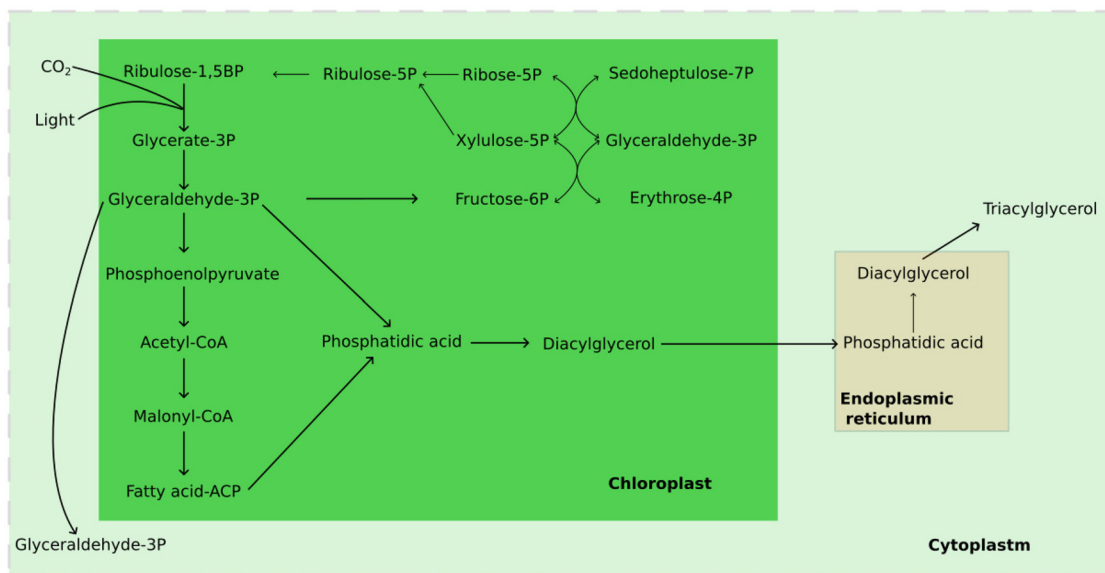 CO₂
Ribulose-1,5BP
Ribulose-5P
Ribose-5P
Sedoheptulose-7P
Light
Glycerate-3P
Xylulose-5P
Glyceraldehyde-3P
Glyceraldehyde-3P
Fructose-6P
Erythrose-4P
Triacylglycerol
Phosphoenolpyruvate
Diacylglycerol
Acetyl-CoA
Phosphatidic acid
Diacylglycerol
Phosphatidic acid
Malonyl-CoA
Endoplasmic
reticulum
Fatty acid-ACP
Chloroplast
Glyceraldehyde-3P
Cytoplastm